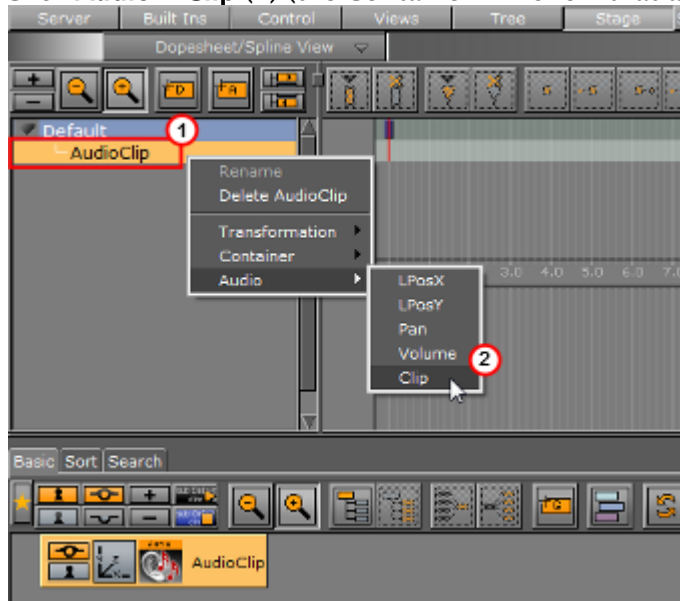 Server Built Ins Control Views Tree Stage
Dopesheet/Spline View
D A
Default 1
AudioClip
Rename
Delete AudioClip
Transformation
Container
Audio
3.0 4.0 5.0 6.0 7.
LPosX
LPosY
Pan
Volume
2
Clip
Basic Sort Search
G
AudioClip